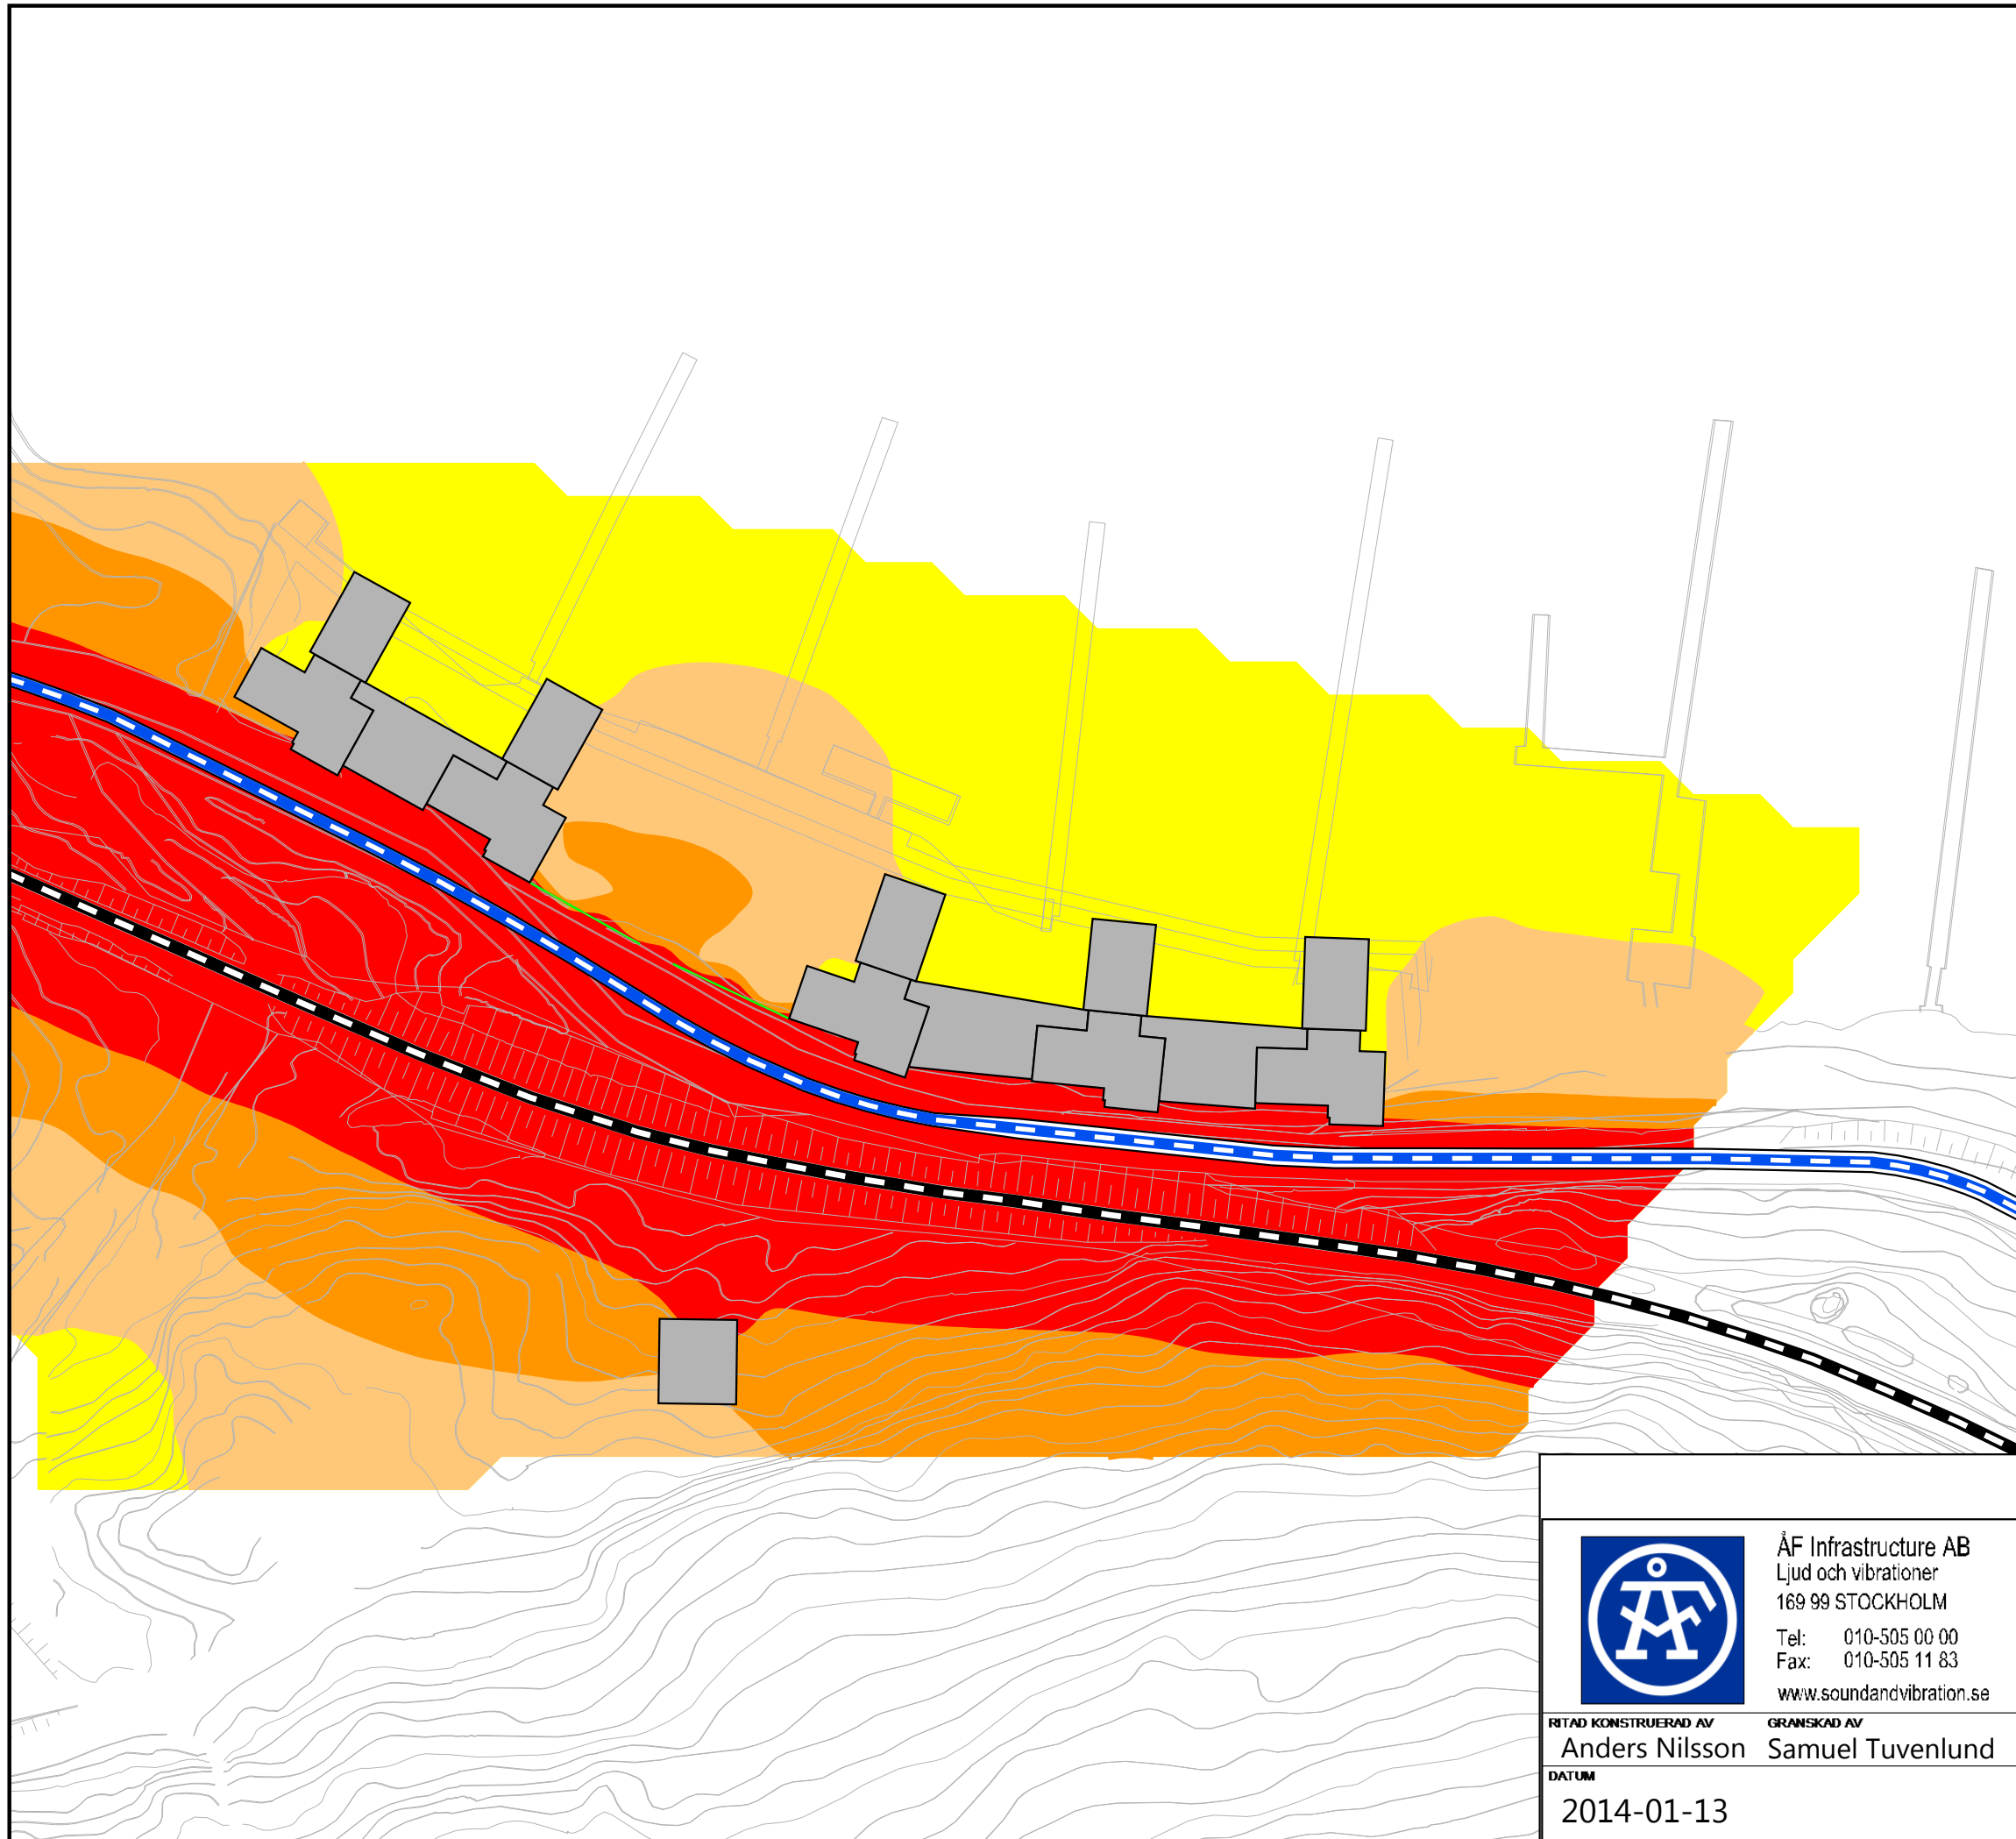 ÅF Infrastructure AB
Ljud och vibrationer
169 99 STOCKHOLM
Tel: 010-505 00 00
Fax: 010-505 11 83
www.soundandvibration.se
RITAD KONSTRUERAD AV GRANSKAD AV
Anders Nilsson Samuel Tuvenlund
DATUM
2014-01-13